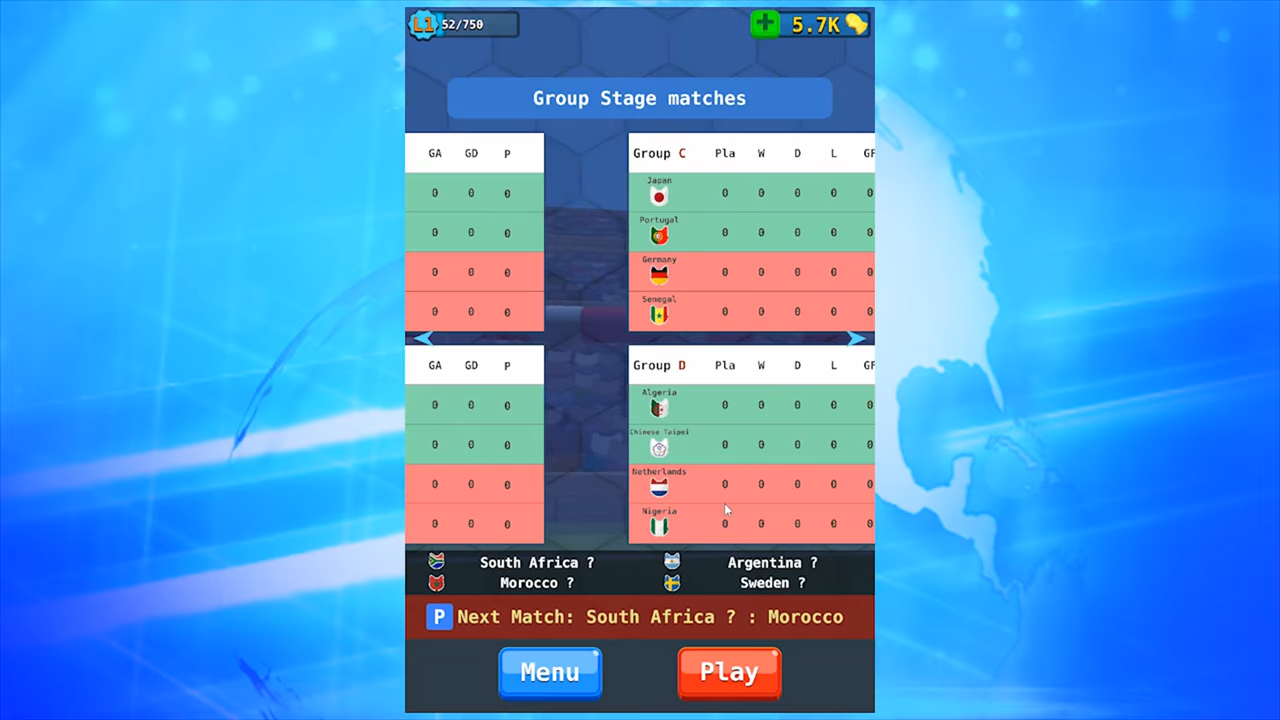 L1 52/750
5.7K
Group Stage matches
GA GD P
0 0 0
0 0 0
0 0 0
0 0 0
Group C Pla W D L GF
Japan 0 0 0 0 0
Portugal 0 0 0 0 0
Germany 0 0 0 0 0
Senegal 0 0 0 0 0
GA GD P
0 0 0
0 0 0
0 0 0
0 0 0
Group D Pla W D L GF
Algeria 0 0 0 0 0
Chinese Taipei 0 0 0 0 0
Netherlands 0 0 0 0 0
Nigeria 0 0 0 0 0
South Africa ? Argentina ?
Morocco ? Sweden ?
P Next Match: South Africa ? : Morocco
Menu Play